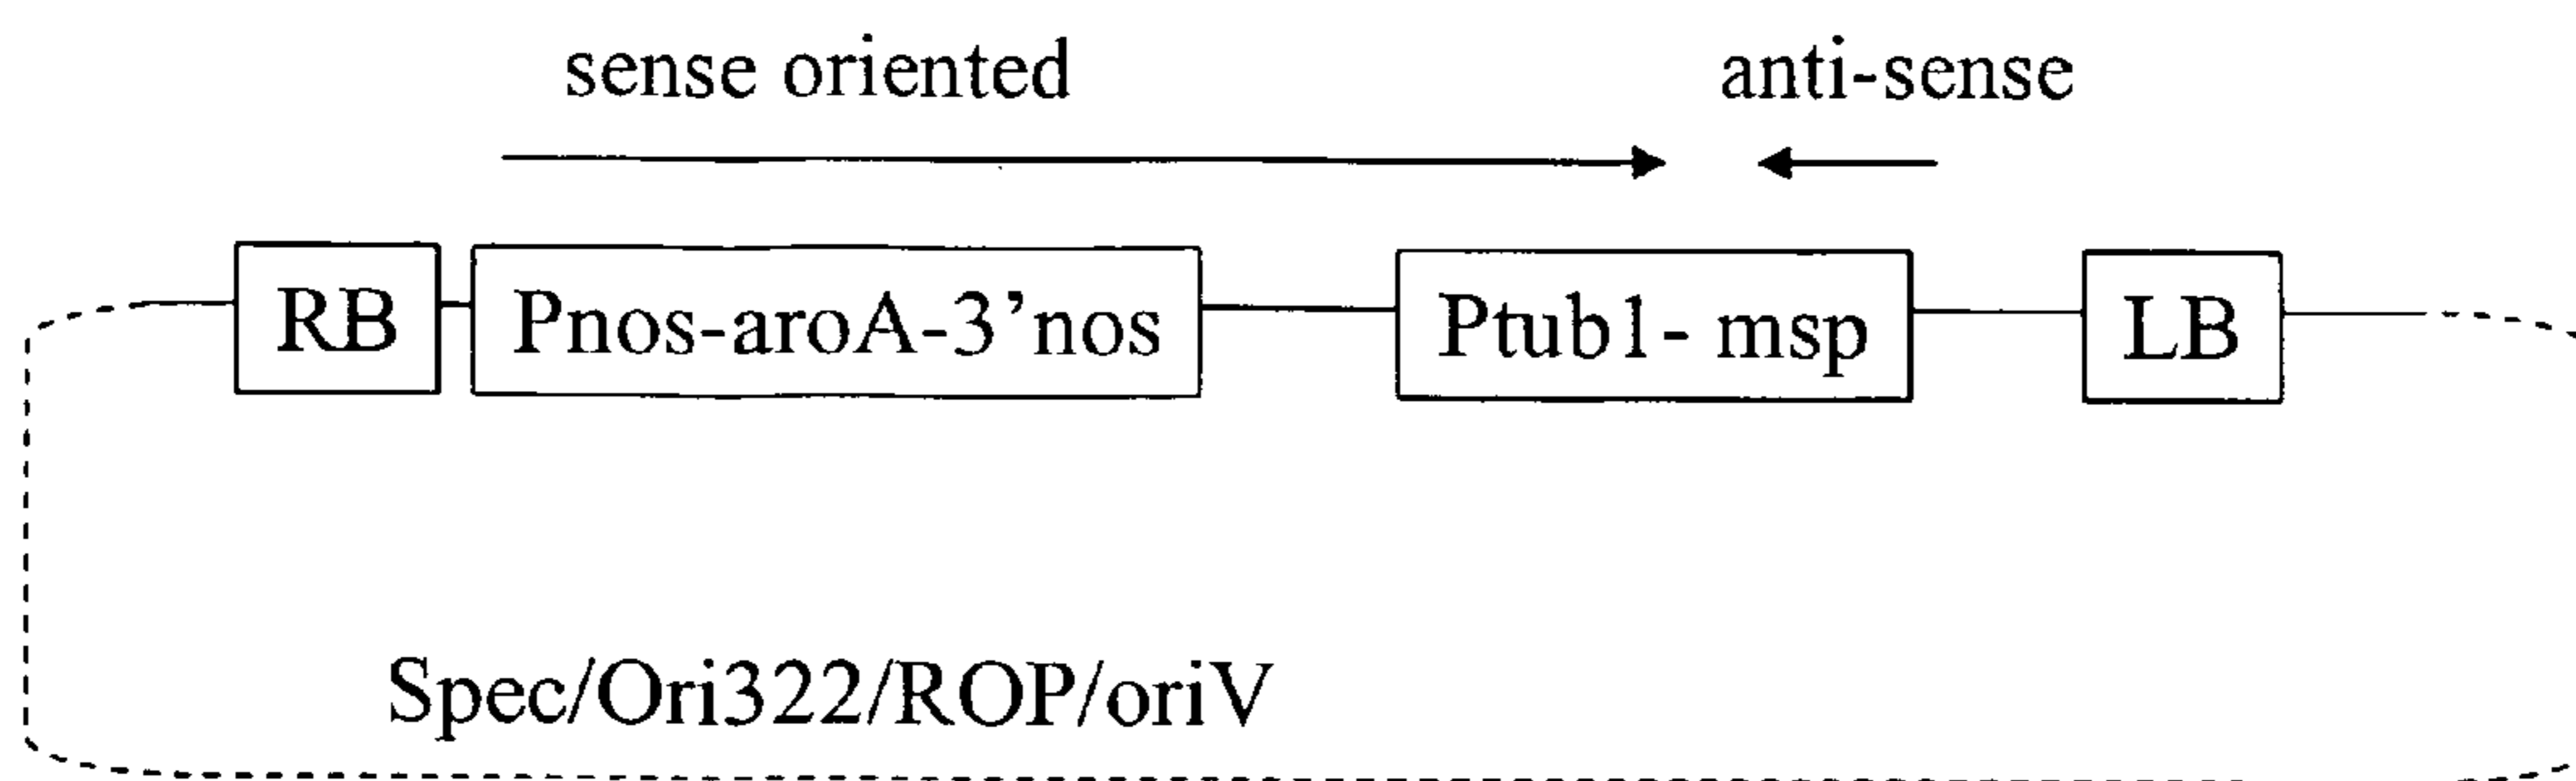 sense oriented anti-sense
RB Pnos-aroA-3’nos Ptub1- msp LB
Spec/Ori322/ROP/oriV